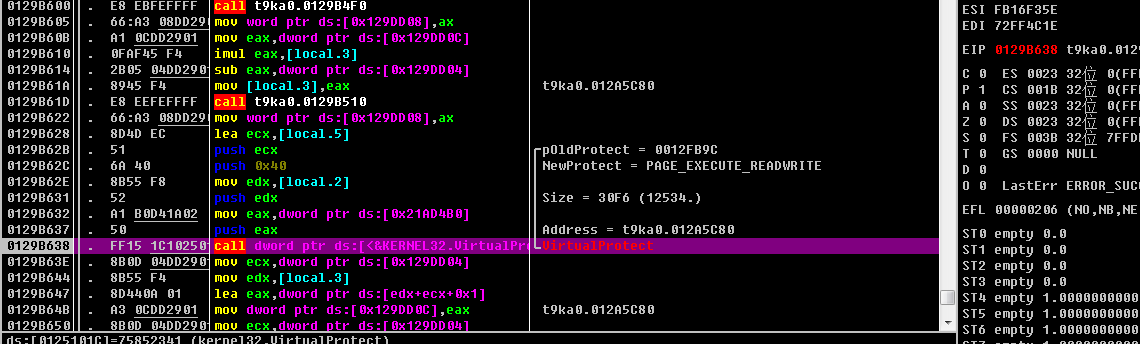 0129B600 . E8 EBFEFFFF call t9ka0.0129B4F0 ESI FB16F35E
0129B605 . 66:A3 08DD29 mov word ptr ds:[0x129DD08],ax EDI 72FF4C1E
0129B60B . A1 0CDD2901 mov eax,dword ptr ds:[0x129DD0C]
0129B610 . 0FAF45 F4 imul eax,[local.3] EIP 0129B638 t9ka0.0129
0129B614 . 2B05 04DD2901 sub eax,dword ptr ds:[0x129DD04]
0129B61A . 8945 F4 mov [local.3],eax t9ka0.012A5C80 C 0 ES 0023 32位 0(FFF
0129B61D . E8 EEFEFFFF call t9ka0.0129B510 P 1 CS 001B 32位 0(FFF
0129B622 . 66:A3 08DD29 mov word ptr ds:[0x129DD08],ax A 0 SS 0023 32位 0(FFF
0129B628 . 8D4D EC lea ecx,[local.5] Z 0 DS 0023 32位 0(FFF
0129B62B . 51 push ecx pOldProtect = 0012FB9C S 0 FS 003B 32位 7FFD
0129B62C . 6A 40 push 0x40 NewProtect = PAGE_EXECUTE_READWRITE T 0 GS 0000 NULL
0129B62E . 8B55 F8 mov edx,[local.2] D 0
0129B631 . 52 push edx Size = 30F6 (12534.) O 0 LastErr ERROR_SUC
0129B632 . A1 B0D41A02 mov eax,dword ptr ds:[0x21AD4B0]
0129B637 . 50 push eax Address = t9ka0.012A5C80 EFL 00000206 (NO,NB,NE
0129B638 . FF15 1C102501 call dword ptr ds:[<&KERNEL32.VirtualPro VirtualProtect
0129B63E . 8B0D 04DD290 mov ecx,dword ptr ds:[0x129DD04] ST0 empty 0.0
0129B644 . 8B55 F4 mov edx,[local.3] ST1 empty 0.0
0129B647 . 8D440A 01 lea eax,dword ptr ds:[edx+ecx+0x1] ST2 empty 0.0
0129B64B . A3 0CDD2901 mov dword ptr ds:[0x129DD0C],eax t9ka0.012A5C80 ST3 empty 0.0
0129B650 . 8B0D 04DD290 mov ecx,dword ptr ds:[0x129DD04] ST4 empty 1.0000000000
ST5 empty 1.0000000000
ds:[0125101C]=75852341 (kernel32.VirtualProtect) ST6 empty 1.0000000000